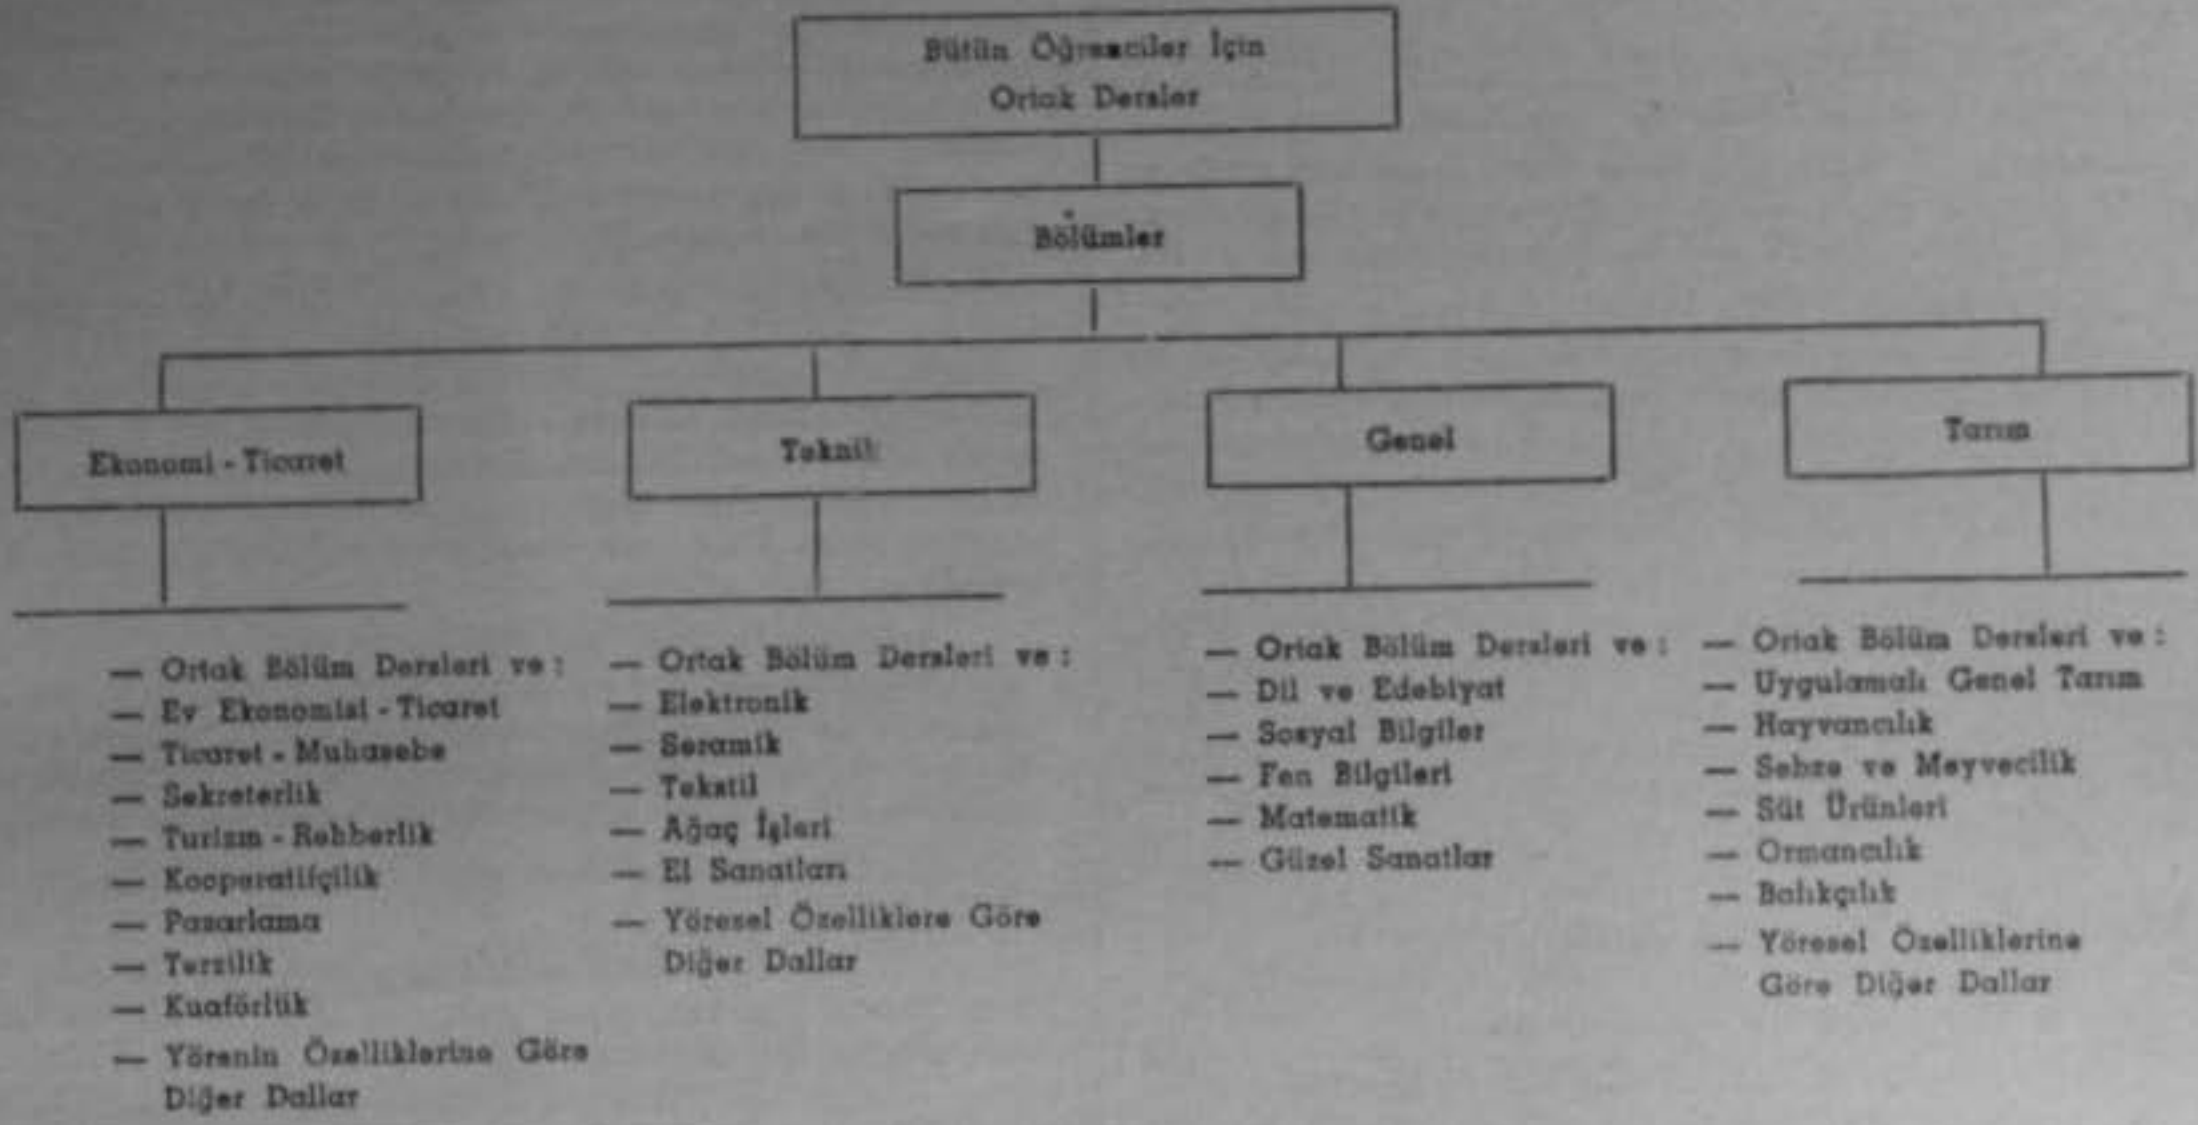 Bütün Öğrenciler İçin
Ortak Dersler
Bölümler
Ekonomi - Ticaret
Teknik
Genel
Tarım
— Ortak Bölüm Dersleri ve :
— Ev Ekonomisi - Ticaret
— Ticaret - Muhasebe
— Sekreterlik
— Turizm - Rehberlik
— Kooperatifçilik
— Pazarlama
— Terzilik
— Kuaförlük
— Yörenin Özelliklerine Göre
Diğer Dallar
— Ortak Bölüm Dersleri ve :
— Elektronik
— Seramik
— Tekstil
— Ağaç İşleri
— El Sanatları
— Yöresel Özelliklere Göre
Diğer Dallar
— Ortak Bölüm Dersleri ve :
— Dil ve Edebiyat
— Sosyal Bilgiler
— Fen Bilgileri
— Matematik
— Güzel Sanatlar
— Ortak Bölüm Dersleri ve :
— Uygulamalı Genel Tarım
— Hayvancılık
— Sebze ve Meyvecilik
— Süt Ürünleri
— Ormancılık
— Balıkçılık
— Yöresel Özelliklerine
Göre Diğer Dallar